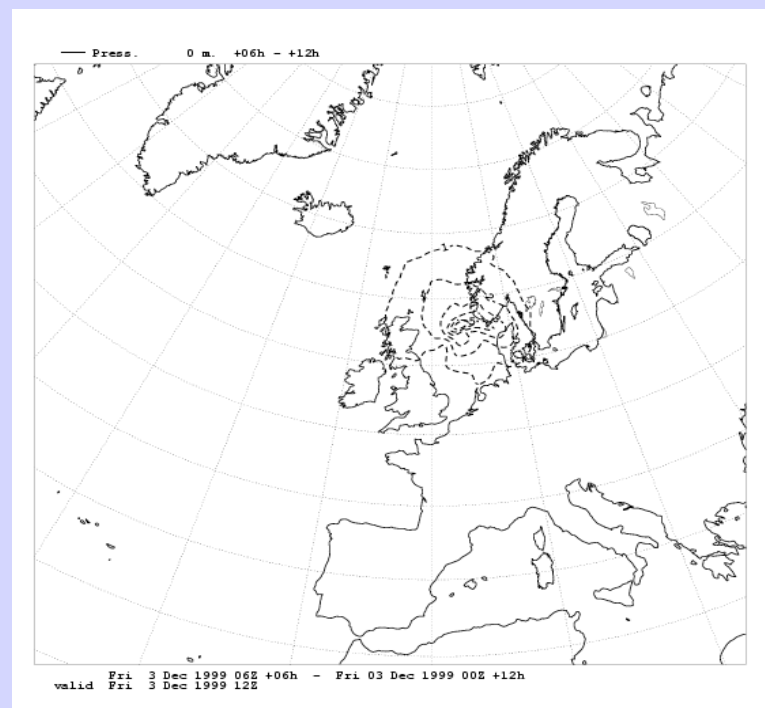 Press. 0 m. +06h - +12h
Fri 3 Dec 1999 06Z +06h - Fri 03 Dec 1999 00Z +12h
valid Fri 3 Dec 1999 12Z